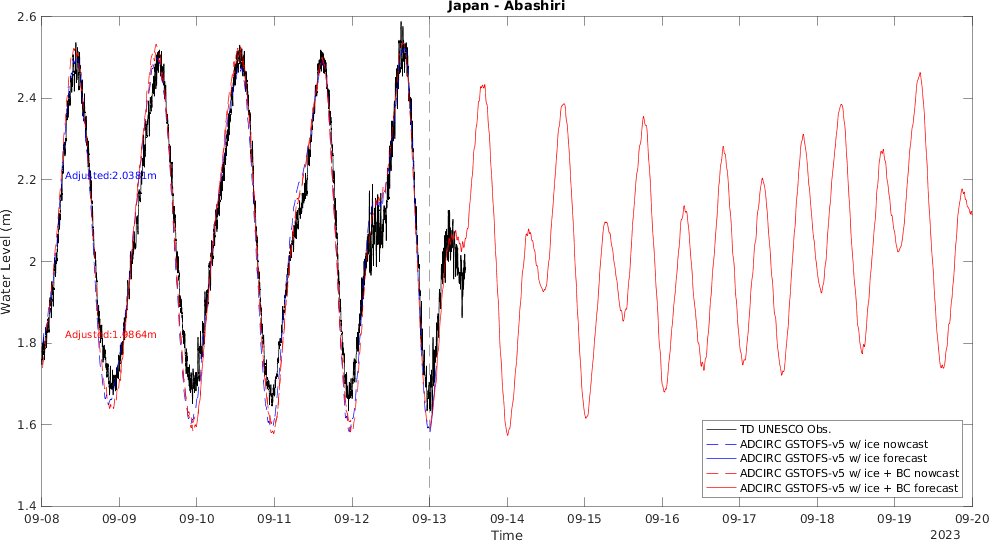 Japan - Abashiri
Water Level (m)
2.6
2.4
2.2
2
1.8
1.6
1.4
Adjusted:2.0381m
Adjusted:1.9864m
TD UNESCO Obs.
ADCIRC GSTOFS-v5 w/ ice nowcast
ADCIRC GSTOFS-v5 w/ ice forecast
ADCIRC GSTOFS-v5 w/ ice + BC nowcast
ADCIRC GSTOFS-v5 w/ ice + BC forecast
09-08 09-09 09-10 09-11 09-12 09-13 09-14 09-15 09-16 09-17 09-18 09-19 09-20
Time
2023